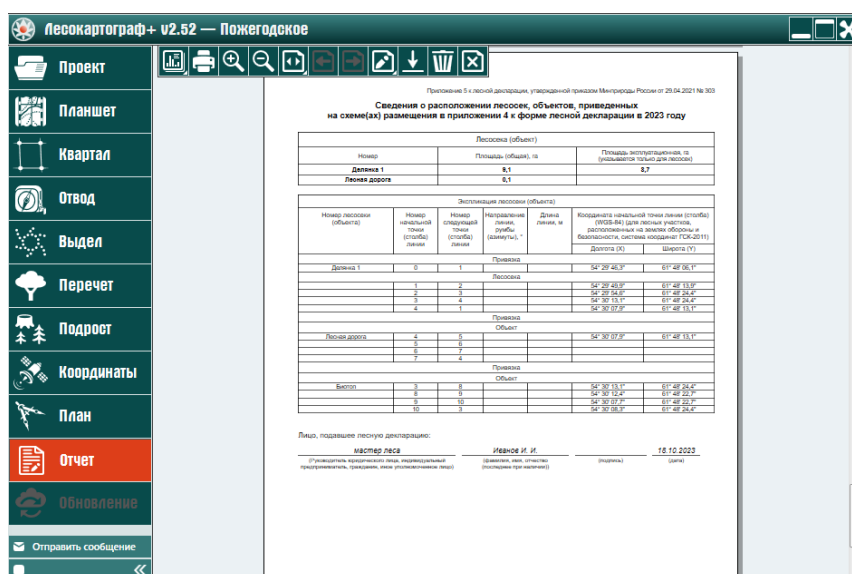 Лесокартограф+ v2.52 — Пожегодское
Проект
Планшет
Квартал
Отвод
Выдел
Перечет
Подрост
Координаты
План
Отчет
Обновление
Отправить сообщение
Приложение 5 к лесной декларации, утвержденной приказом Минприроды России от 29.04.2021 № 303
Сведения о расположении лесосек, объектов, приведенных
на схеме(ах) размещения в приложении 4 к форме лесной декларации в 2023 году
Лесосека (объект)
Номер Площадь (общая), га Площадь эксплуатационная, га
(указывается только для лесосек)
Делянка 1 9,1 8,7
Лесная дорога 0,1
Экспликация лесосеки (объекта)
Номер лесосеки
(объекта)
Номер
начальной
точки
(столба)
линии
Номер
следующей
точки
(столба)
линии
Направление
линии,
румбы
(азимуты), °
Длина
линии, м
Координата начальной
точки линии (столба)
(WGS-84) (для лесных участков,
расположенных на землях обороны и
безопасности, система координат ГСК-2011)
Долгота (X) Широта (Y)
Привязка
Делянка 1 0 1 54° 29' 46,3" 61° 48' 06,1"
Лесосека
1 2 54° 29' 49,9" 61° 48' 13,9"
2 3 54° 29' 54,6" 61° 48' 24,4"
3 4 54° 30' 13,1" 61° 48' 24,4"
4 1 54° 30' 07,9" 61° 48' 13,1"
Привязка
Объект
Лесная дорога 4 5 54° 30' 07,9" 61° 48' 13,1"
5 6
6 7
7 4
Привязка
Объект
Биотоп 3 8 54° 30' 13,1" 61° 48' 24,4"
8 9 54° 30' 12,4" 61° 48' 22,7"
9 10 54° 30' 07,7" 61° 48' 22,7"
10 3 54° 30' 08,3" 61° 48' 24,4"
Лицо, подавшее лесную декларацию:
мастер леса Иванов И. И. 16.10.2023
(Руководитель юридического лица, индивидуальный
предприниматель, гражданин, иное уполномоченное лицо)
(фамилия, имя, отчество
(последнее при наличии))
(подпись)
(дата)